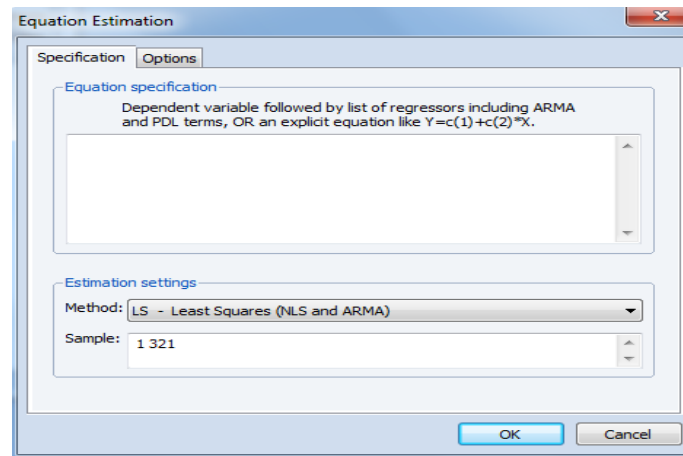 Equation Estimation
Specification
Options
Equation specification
Dependent variable followed by list of regressors including ARMA
and PDL terms, OR an explicit equation like Y=c(1)+c(2)*X.
Estimation settings
Method: LS - Least Squares (NLS and ARMA)
Sample: 1 321
OK
Cancel